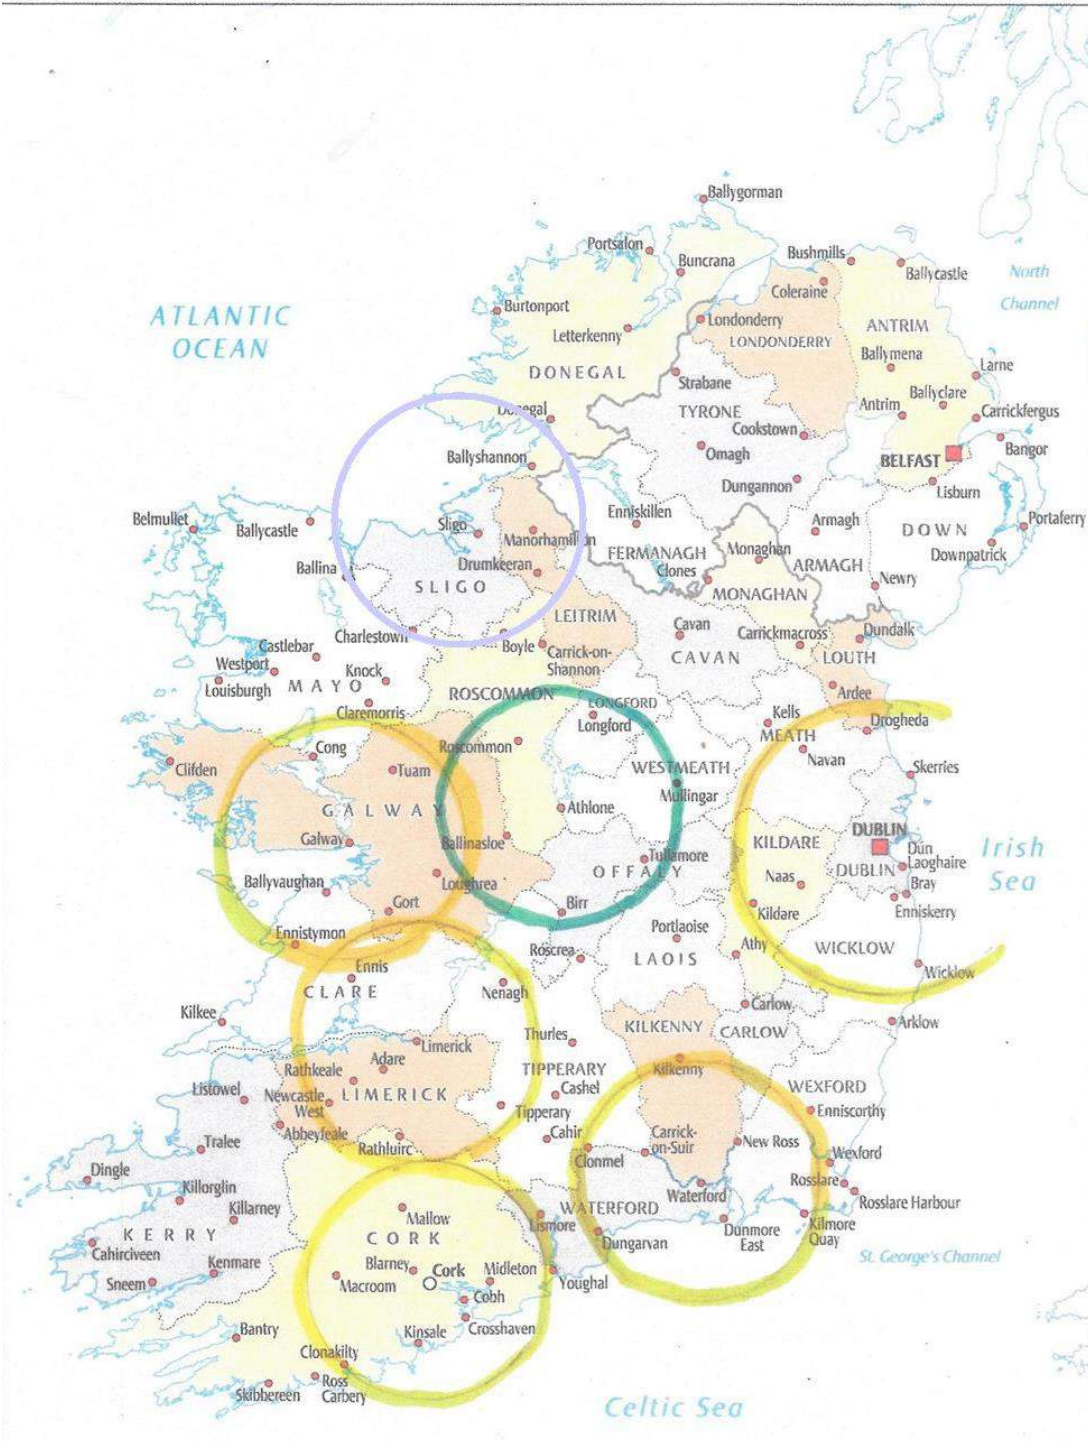 Ballygorman
Portsalon
Buncrana
Bushmills
Ballycastle
North
Channel
Coleraine
Burtonport
ATLANTIC
OCEAN
Londonderry
Letterkenny
LONDONDERRY
ANTRIM
Ballymena
Larne
DONEGAL
Strabane
Ballyclare
Donegal
TYRONE
Antrim
Carrickfergus
Cookstown
Bangor
Ballyshannon
Omagh
BELFAST
Dungannon
Lisburn
Belmullet
Ballycastle
Sligo
Enniskillen
Armagh
Portaferry
Manorhamilton
DOWN
FERMANAGH
Monaghan
Downpatrick
Ballina
Drumkeeran
Clones
ARMAGH
SLIGO
MONAGHAN
Newry
LEITRIM
Charlestown
Boyle
Cavan
Carrickmacross
Dundalk
Castlebar
Carrick-on-
Shannon
CAVAN
LOUTH
Westport
Knock
Louisburgh
MAYO
ROSCOMMON
Ardee
Claremorris
LONGFORD
Longford
Kells
Drogheda
MEATH
Cong
Roscommon
Navan
Clifden
Tuam
WESTMEATH
Skerries
Mullingar
GALWAY
Athlone
DUBLIN
Galway
Ballinasloe
KILDARE
Dún
Laoghaire
Irish
Sea
Tullamore
OFFALY
DUBLIN
Ballyvaughan
Loughrea
Naas
Bray
Gort
Birr
Kildare
Enniskerry
Ennistymon
Portlaoise
Athy
WICKLOW
Roscrea
LAOIS
Ennis
Wicklow
CLARE
Nenagh
Carlow
Kilkee
KILKENNY
CARLOW
Arklow
Limerick
Thurles
Adare
Rathkeale
TIPPERARY
Kilkenny
Listowel
Newcastle
West
LIMERICK
Cashel
WEXFORD
Tipperary
Enniscorthy
Abbeyfeale
Cahir
Carrick-
on-Suir
New Ross
Tralee
Rathluirc
Clonmel
Wexford
Dingle
Rosslare
Killorglin
Waterford
Rosslare Harbour
Killarney
Mallow
Lismore
WATERFORD
Dunmore
East
Kilmore
Quay
KERRY
CORK
Dungarvan
Cahirciveen
St. George's Channel
Kenmare
Blarney
Cork
Midleton
Sneem
Macroom
Youghal
Cobh
Bantry
Kinsale
Crosshaven
Clonakilty
Ross
Carbery
Skibbereen
Celtic Sea